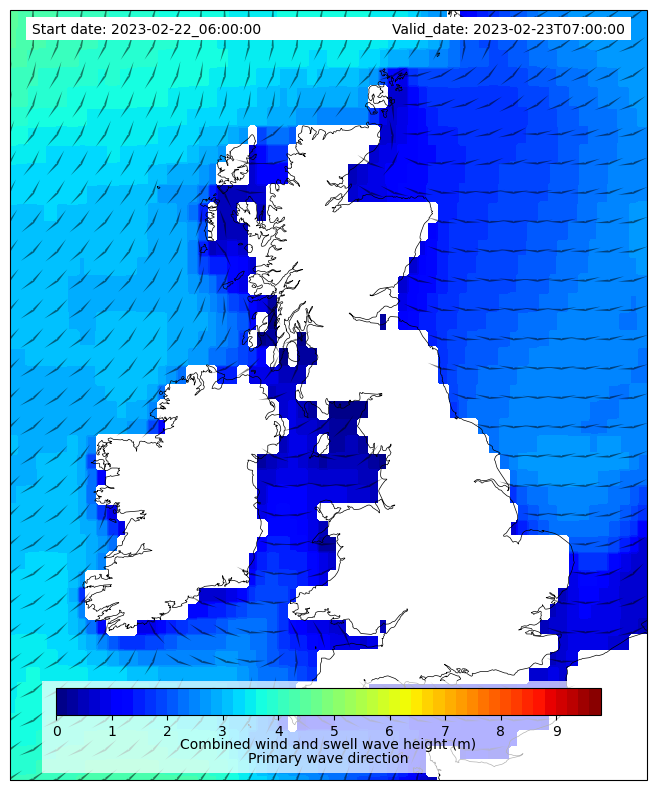 Start date: 2023-02-22_06:00:00 Valid_date: 2023-02-23T07:00:00
0 1 2 3 4 5 6 7 8 9
Combined wind and swell wave height (m)
Primary wave direction